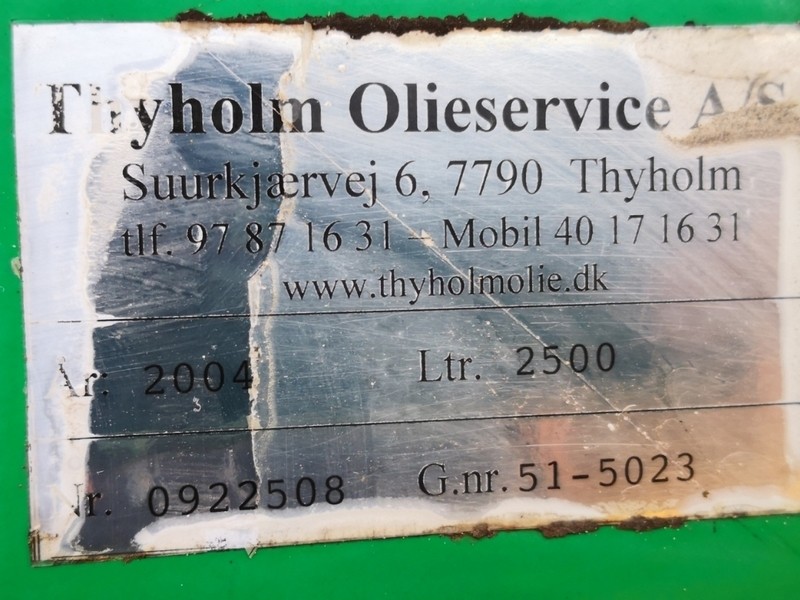 Thyholm Olieservice A/S
Suurkjærvej 6, 7790 Thyholm
tlf. 97 87 16 31 – Mobil 40 17 16 31
www.thyholmolie.dk
År: 2004 Ltr. 2500
Nr. 0922508 G.nr. 51-5023